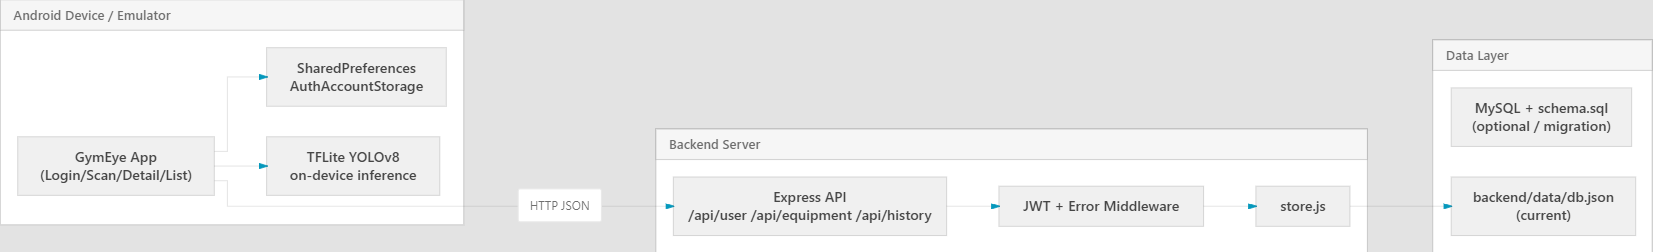 Android Device / Emulator
SharedPreferences
AuthAccountStorage
GymEye App
(Login/Scan/Detail/List)
TFLite YOLOv8
on-device inference
HTTP JSON
Backend Server
Express API
/api/user /api/equipment /api/history
JWT + Error Middleware
store.js
Data Layer
MySQL + schema.sql
(optional / migration)
backend/data/db.json
(current)